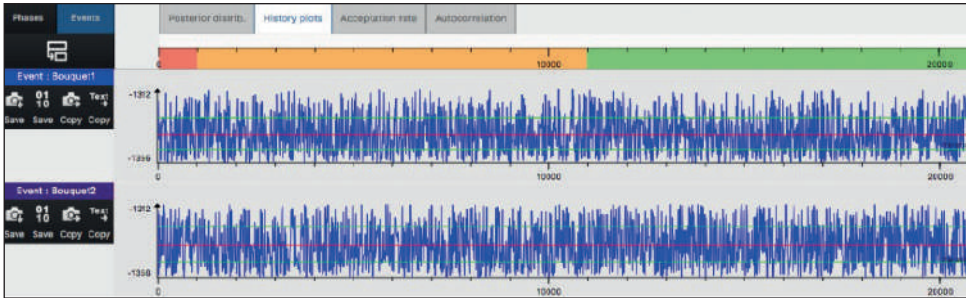 Phases Events Posterior distrib. History plots Acceptation rate Autocorrelation
0 10000 20000
Event : Bouquet1
01
10
Text
Save Save Copy Copy
-1312
-1356
0 10000 20000
Event : Bouquet2
01
10
Text
Save Save Copy Copy
-1312
-1356
0 10000 20000